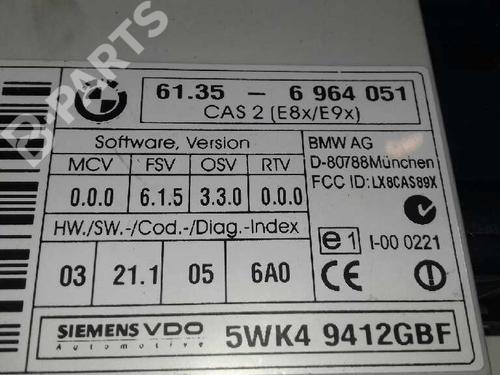 B-PARTS
BMW
61.35 - 6 964 051
CAS 2 (E8x/E9x)
Software, Version
MCV FSV OSV RTV
0.0.0 6.1.5 3.3.0 0.0.0
HW./SW.-/Cod.-/Diag.-Index
03 21.1 05 6A0
BMW AG
D-80788München
FCC ID: LX8CAS89X
e1 I-00 0221
CE
SIEMENS VDO
Automotive
5WK4 9412GBF